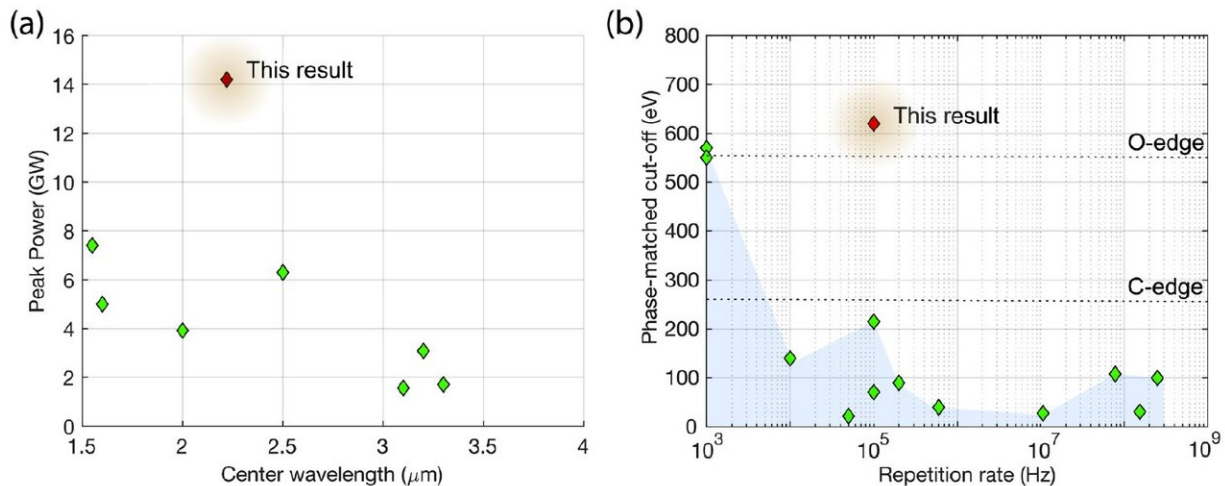 (a)
16
14
12
10
8
6
4
2
0
Peak Power (GW)
This result
1.5 2 2.5 3 3.5 4
Center wavelength (μm)
(b)
800
700
600
500
400
300
200
100
0
Phase-matched cut-off (eV)
This result
O-edge
C-edge
10³ 10⁵ 10⁷ 10⁹
Repetition rate (Hz)